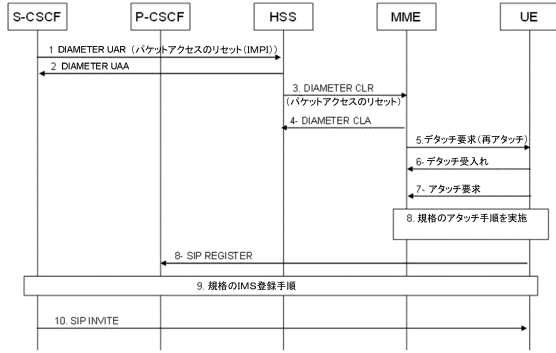 S-CSCF
P-CSCF
HSS
MME
UE
1 DIAMETER UAR（パケットアクセスのリセット（IMPI））
2 DIAMETER UAA
3. DIAMETER CLR
（パケットアクセスのリセット）
4- DIAMETER CLA
5.デタッチ要求（再アタッチ）
6- デタッチ受入れ
7- アタッチ要求
8. 規格のアタッチ手順を実施
8- SIP REGISTER
9. 規格のIMS登録手順
10. SIP INVITE